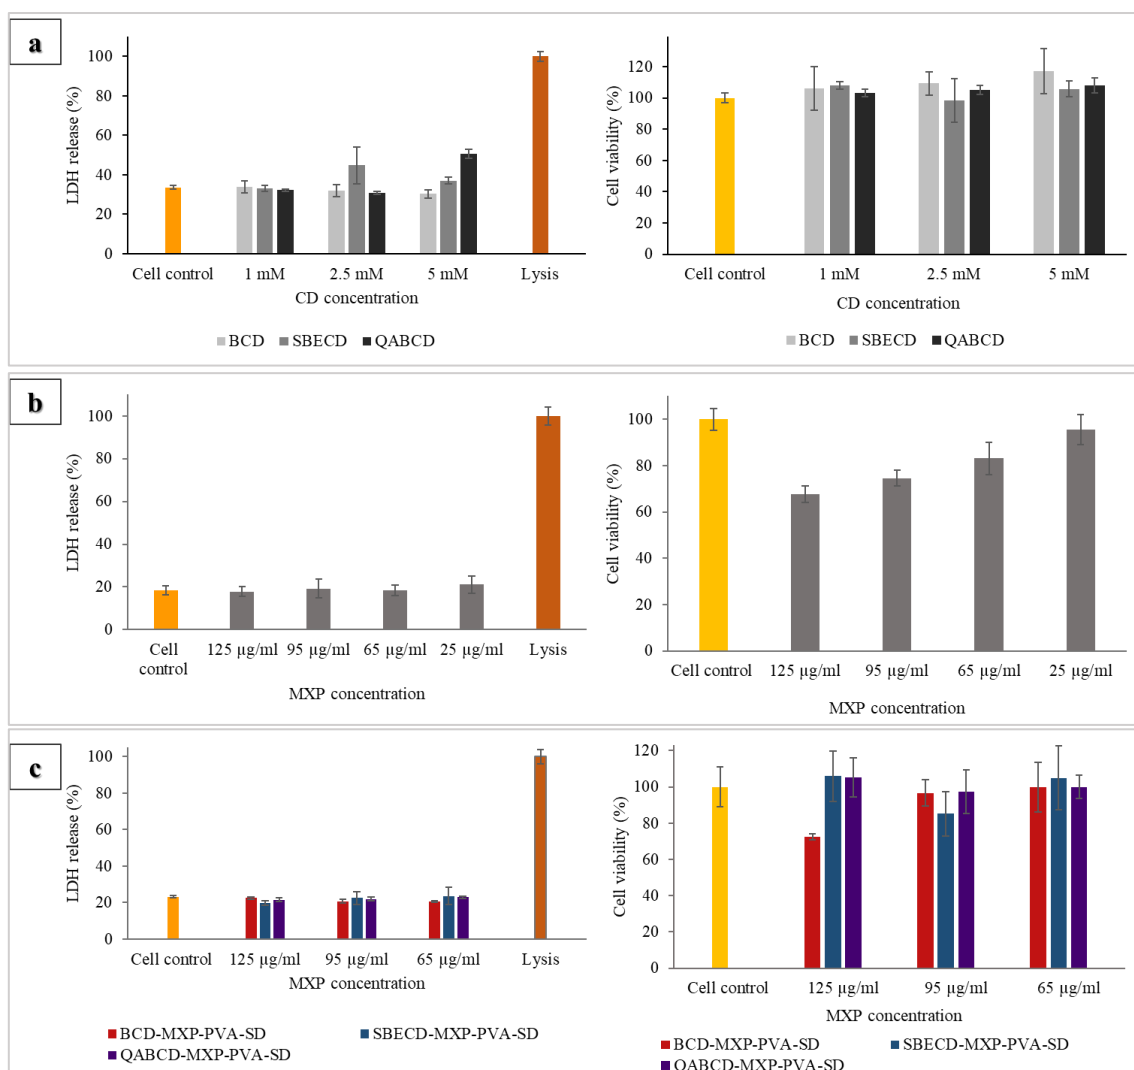 a
LDH release (%)
100
80
60
40
20
0
Cell control 1 mM 2.5 mM 5 mM Lysis
CD concentration
BCD SBECD QABCD
Cell viability (%)
120
100
80
60
40
20
0
Cell control 1 mM 2.5 mM 5 mM
CD concentration
BCD SBECD QABCD
b
LDH release (%)
100
80
60
40
20
0
Cell control 125 µg/ml 95 µg/ml 65 µg/ml 25 µg/ml Lysis
MXP concentration
Cell viability (%)
100
80
60
40
20
0
Cell control 125 µg/ml 95 µg/ml 65 µg/ml 25 µg/ml
MXP concentration
c
LDH release (%)
100
80
60
40
20
0
Cell control 125 µg/ml 95 µg/ml 65 µg/ml Lysis
MXP concentration
BCD-MXP-PVA-SD SBECD-MXP-PVA-SD
QABCD-MXP-PVA-SD
Cell viability (%)
120
100
80
60
40
20
0
Cell control 125 µg/ml 95 µg/ml 65 µg/ml
MXP concentration
BCD-MXP-PVA-SD SBECD-MXP-PVA-SD
QABCD-MXP-PVA-SD